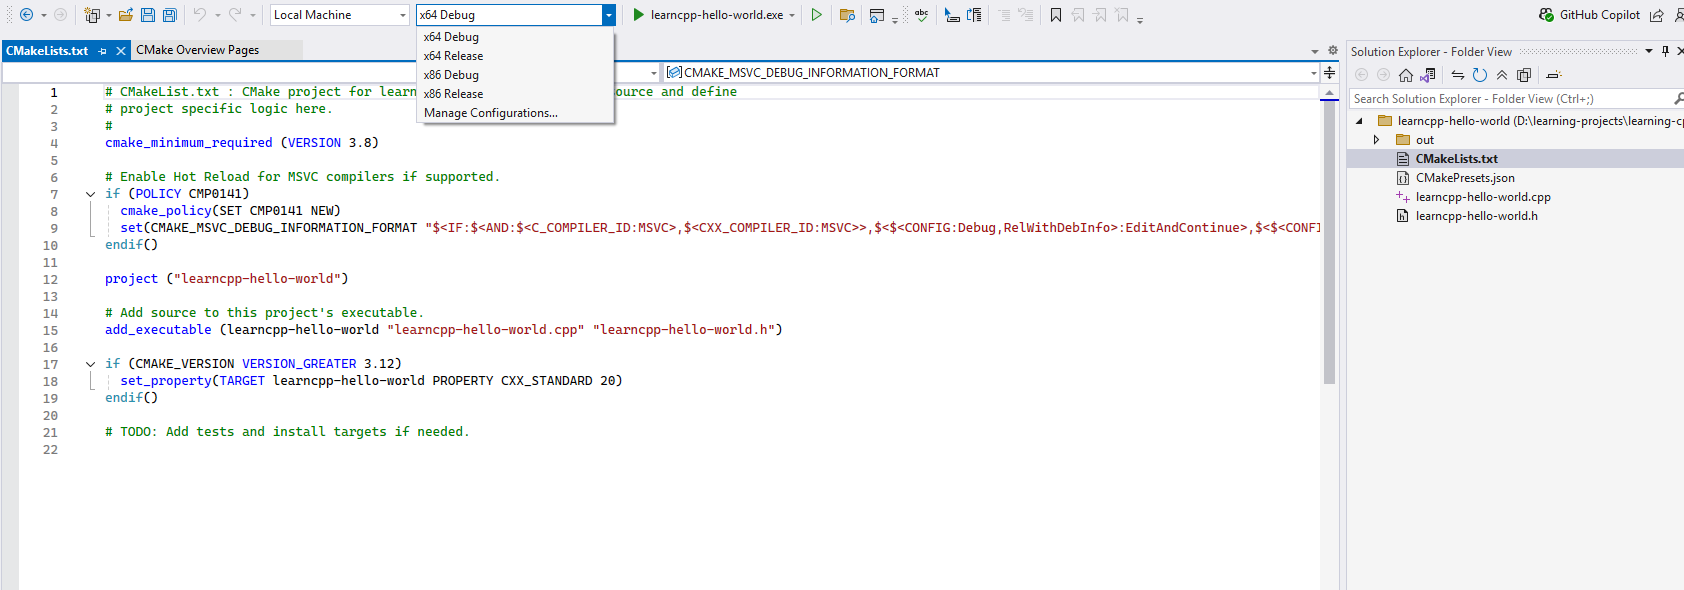 Local Machine
x64 Debug
learncpp-hello-world.exe
abc
GitHub Copilot
CMakeLists.txt
CMake Overview Pages
x64 Debug
x64 Release
x86 Debug
x86 Release
Manage Configurations...
CMAKE_MSVC_DEBUG_INFORMATION_FORMAT
1 # CMakeList.txt : CMake project for learn
ource and define
2 # project specific logic here.
3 #
4 cmake_minimum_required (VERSION 3.8)
5
6 # Enable Hot Reload for MSVC compilers if supported.
7 if (POLICY CMP0141)
8 cmake_policy(SET CMP0141 NEW)
9 set(CMAKE_MSVC_DEBUG_INFORMATION_FORMAT "$<IF:$<AND:$<C_COMPILER_ID:MSVC>,$<CXX_COMPILER_ID:MSVC>>,$<$<CONFIG:Debug,RelWithDebInfo>:EditAndContinue>,$<$<CONFI
10 endif()
11
12 project ("learncpp-hello-world")
13
14 # Add source to this project's executable.
15 add_executable (learncpp-hello-world "learncpp-hello-world.cpp" "learncpp-hello-world.h")
16
17 if (CMAKE_VERSION VERSION_GREATER 3.12)
18 set_property(TARGET learncpp-hello-world PROPERTY CXX_STANDARD 20)
19 endif()
20
21 # TODO: Add tests and install targets if needed.
22
Solution Explorer - Folder View
Search Solution Explorer - Folder View (Ctrl+;)
learncpp-hello-world (D:\learning-projects\learning-c
out
CMakeLists.txt
CMakePresets.json
learncpp-hello-world.cpp
learncpp-hello-world.h